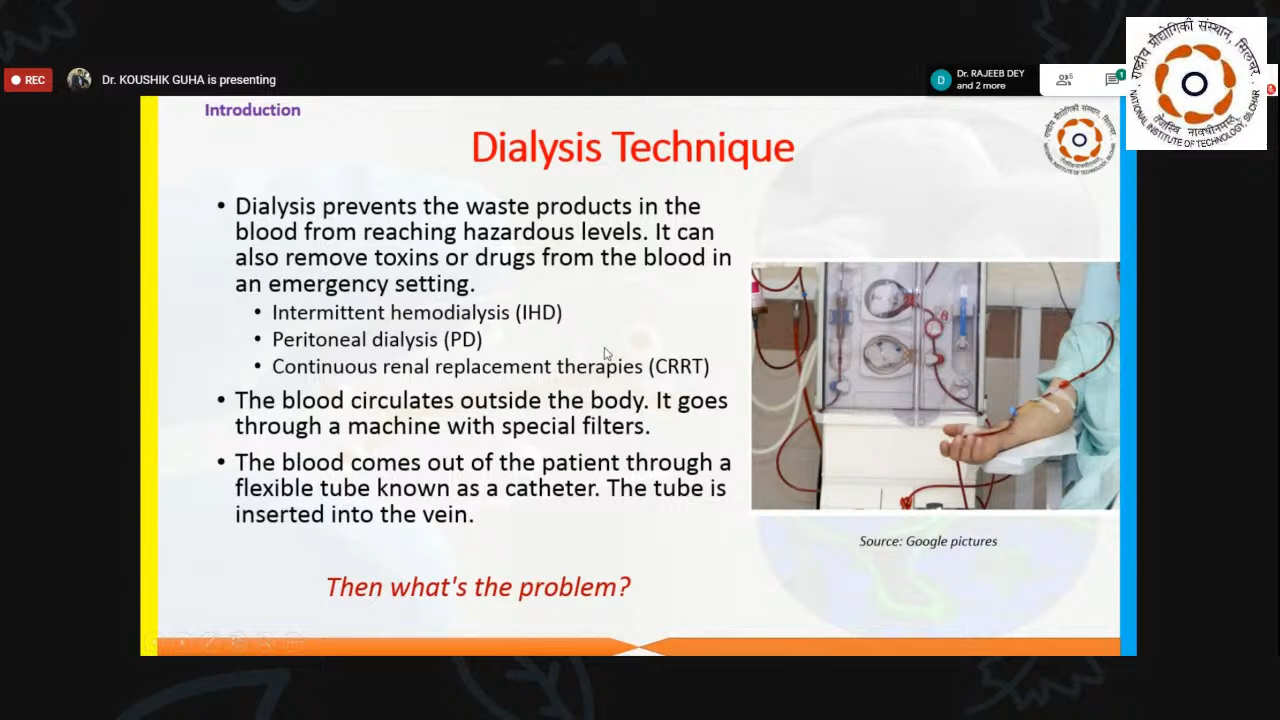 REC
Dr. KOUSHIK GUHA is presenting
D
Dr. RAJEEB DEY
and 2 more
6
1
राष्ट्रीय प्रौद्योगिकी संस्थान, सिलचर
NATIONAL INSTITUTE OF TECHNOLOGY, SILCHAR
Introduction
Dialysis Technique
• Dialysis prevents the waste products in the
blood from reaching hazardous levels. It can
also remove toxins or drugs from the blood in
an emergency setting.
• Intermittent hemodialysis (IHD)
• Peritoneal dialysis (PD)
• Continuous renal replacement therapies (CRRT)
• The blood circulates outside the body. It goes
through a machine with special filters.
• The blood comes out of the patient through a
flexible tube known as a catheter. The tube is
inserted into the vein.
Source: Google pictures
Then what's the problem?